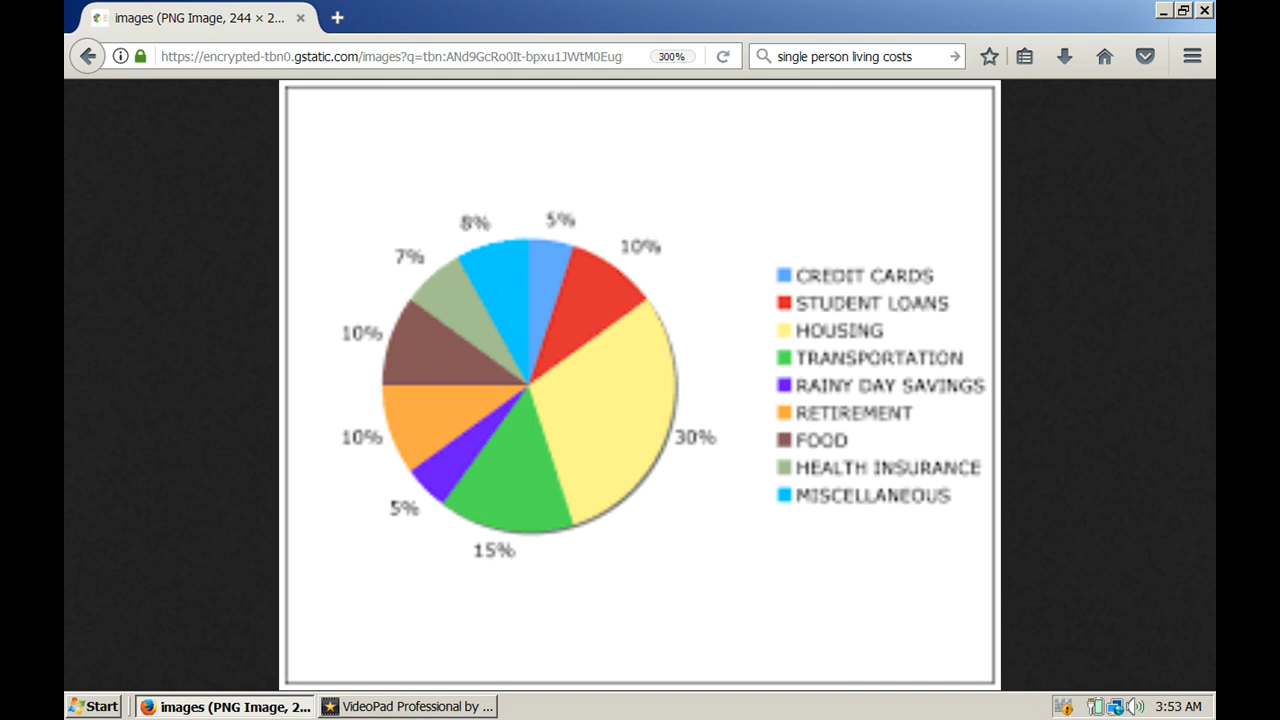 images (PNG Image, 244 × 2...
https://encrypted-tbn0.gstatic.com/images?q=tbn:ANd9GcRo0It-bpxu1JWtM0Eug
300%
single person living costs
8%
5%
7%
10%
10%
10%
30%
5%
15%
CREDIT CARDS
STUDENT LOANS
HOUSING
TRANSPORTATION
RAINY DAY SAVINGS
RETIREMENT
FOOD
HEALTH INSURANCE
MISCELLANEOUS
Start
images (PNG Image, 2...
VideoPad Professional by ...
3:53 AM